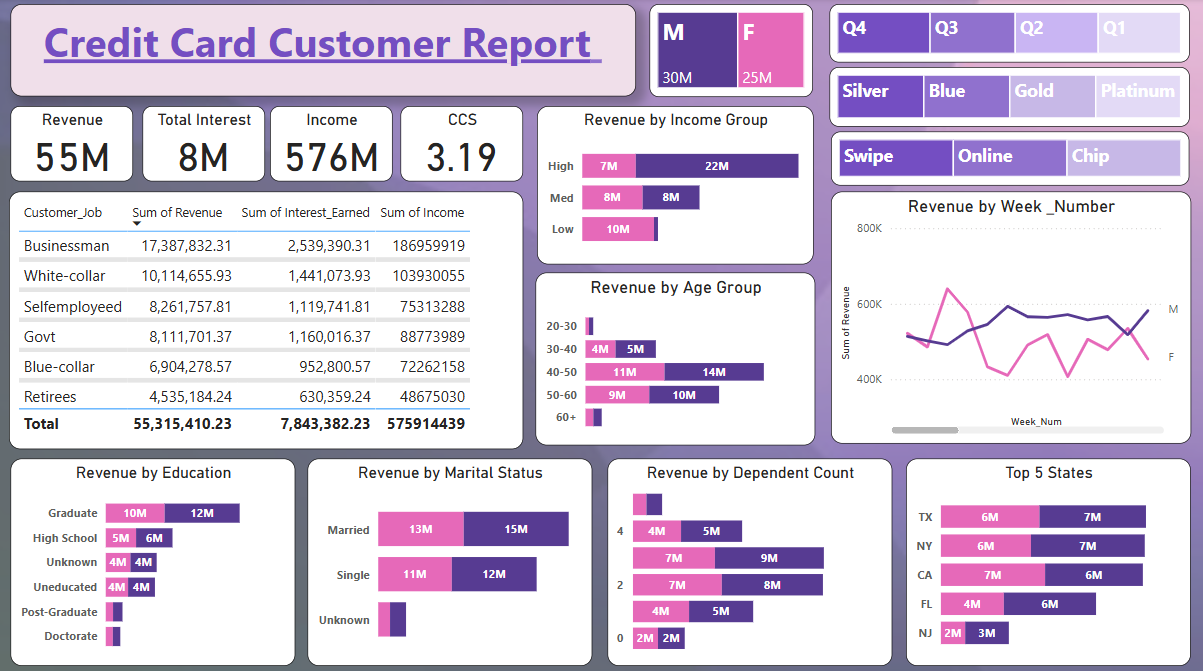 Credit Card Customer Report
M
30M
F
25M
Q4 Q3 Q2 Q1
Silver Blue Gold Platinum
Swipe Online Chip
Revenue
55M
Total Interest
8M
Income
576M
CCS
3.19
Customer_Job Sum of Revenue Sum of Interest_Earned Sum of Income
Businessman 17,387,832.31 2,539,390.31 186959919
White-collar 10,114,655.93 1,441,073.93 103930055
Selfemployeed 8,261,757.81 1,119,741.81 75313288
Govt 8,111,701.37 1,160,016.37 88773989
Blue-collar 6,904,278.57 952,800.57 72262158
Retirees 4,535,184.24 630,359.24 48675030
Total 55,315,410.23 7,843,382.23 575914439
Revenue by Income Group
High 7M 22M
Med 8M 8M
Low 10M
Revenue by Age Group
20-30
30-40 4M 5M
40-50 11M 14M
50-60 9M 10M
60+
Revenue by Week _Number
Sum of Revenue
800K
600K
400K
M
F
Week_Num
Revenue by Education
Graduate 10M 12M
High School 5M 6M
Unknown 4M 4M
Uneducated 4M 4M
Post-Graduate
Doctorate
Revenue by Marital Status
Married 13M 15M
Single 11M 12M
Unknown
Revenue by Dependent Count
4 4M 5M
7M 9M
2 7M 8M
4M 5M
0 2M 2M
Top 5 States
TX 6M 7M
NY 6M 7M
CA 7M 6M
FL 4M 6M
NJ 2M 3M